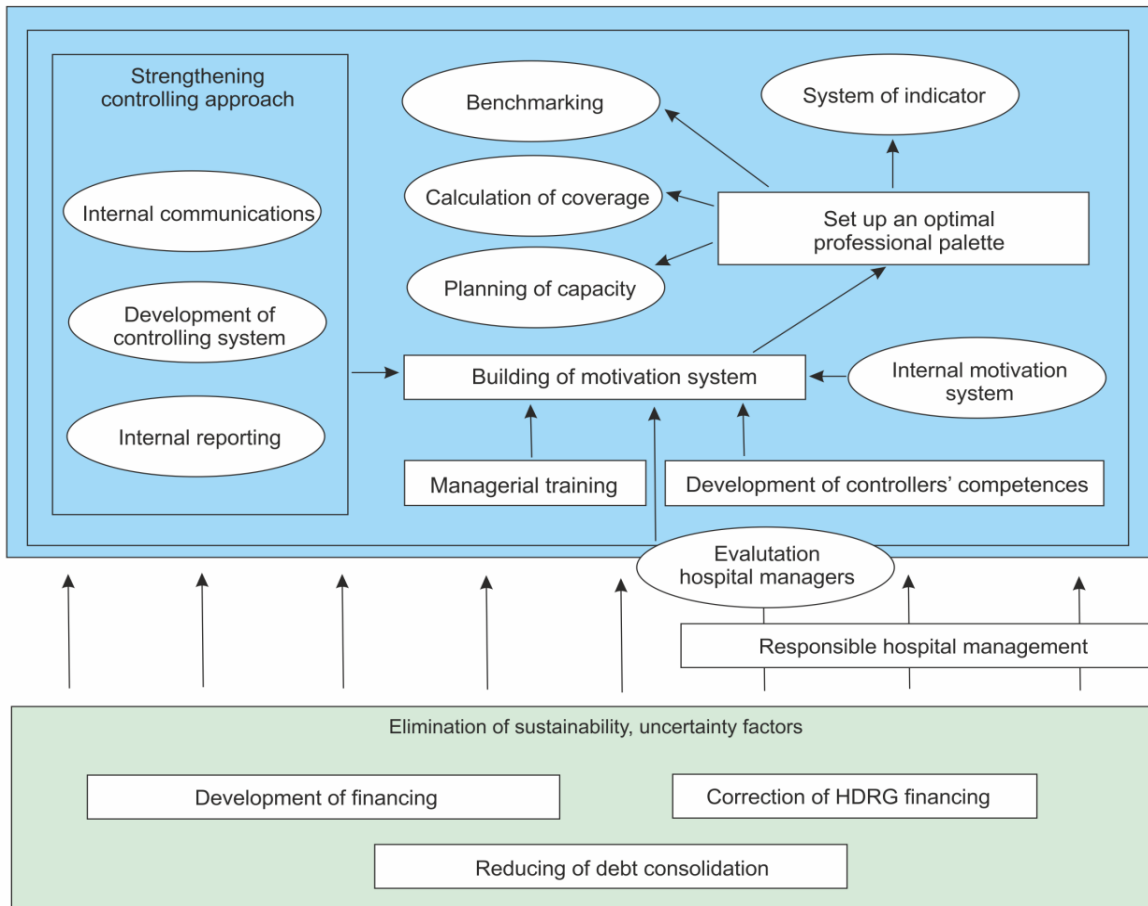 Strengthening
controlling approach
Internal communications
Development of
controlling system
Internal reporting
Benchmarking
System of indicator
Calculation of coverage
Set up an optimal
professional palette
Planning of capacity
Building of motivation system
Internal motivation
system
Managerial training
Development of controllers’ competences
Evalutation
hospital managers
Responsible hospital management
Elimination of sustainability, uncertainty factors
Development of financing
Correction of HDRG financing
Reducing of debt consolidation